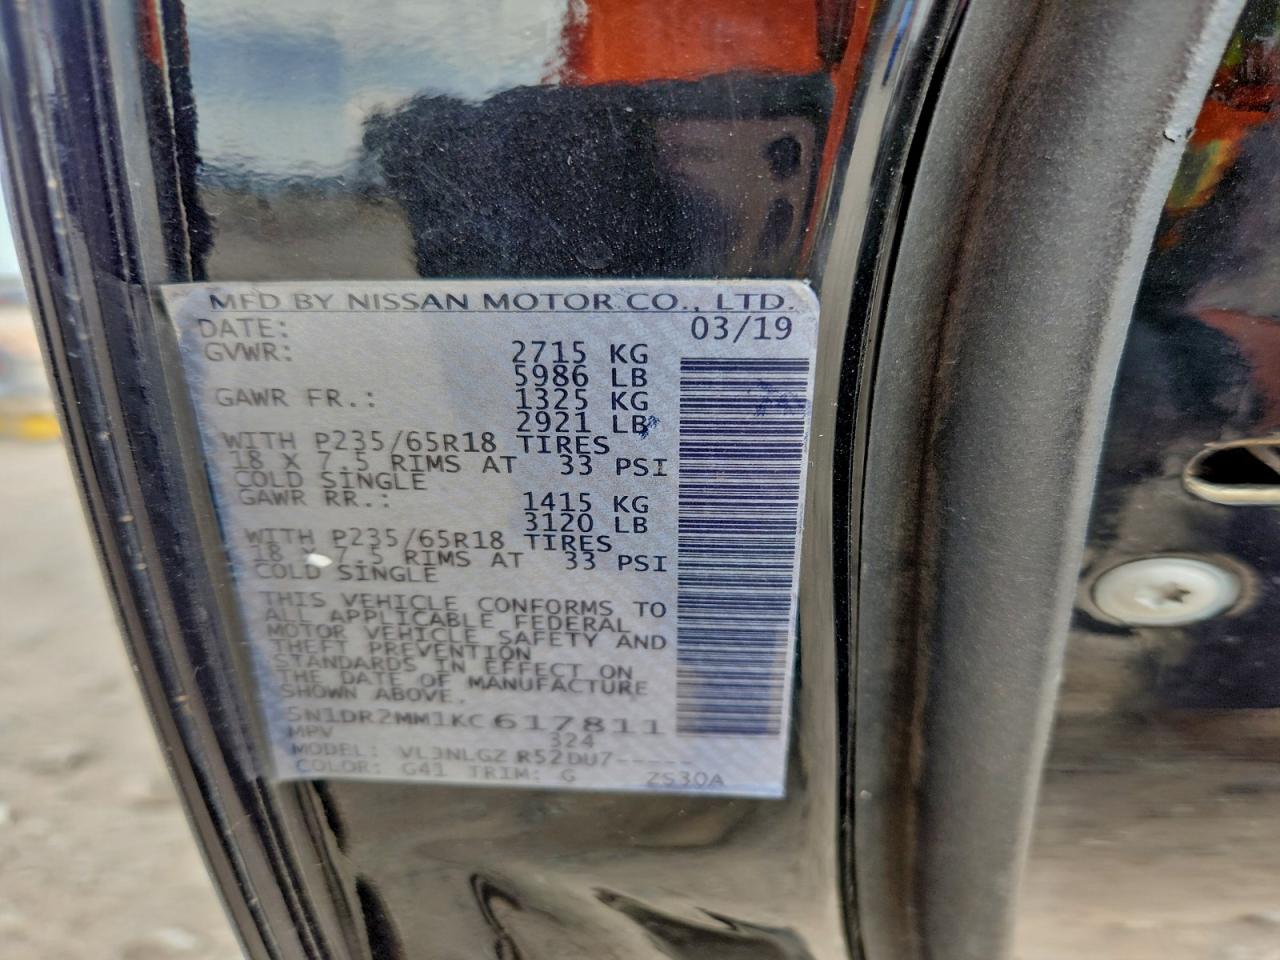 MFD BY NISSAN MOTOR CO., LTD.
DATE: 03/19
GVWR: 2715 KG
5986 LB
GAWR FR.: 1325 KG
2921 LB
WITH P235/65R18 TIRES
18 X 7.5 RIMS AT 33 PSI
COLD SINGLE
GAWR RR.: 1415 KG
3120 LB
WITH P235/65R18 TIRES
18 X 7.5 RIMS AT 33 PSI
COLD SINGLE
THIS VEHICLE CONFORMS TO
ALL APPLICABLE FEDERAL
MOTOR VEHICLE SAFETY AND
THEFT PREVENTION
STANDARDS IN EFFECT ON
THE DATE OF MANUFACTURE
SHOWN ABOVE.
5N1DR2MM1KC617811
MPV 324
MODEL: VL3NLGZ R52DU7-----
COLOR: G41 TRIM: G ZS30A